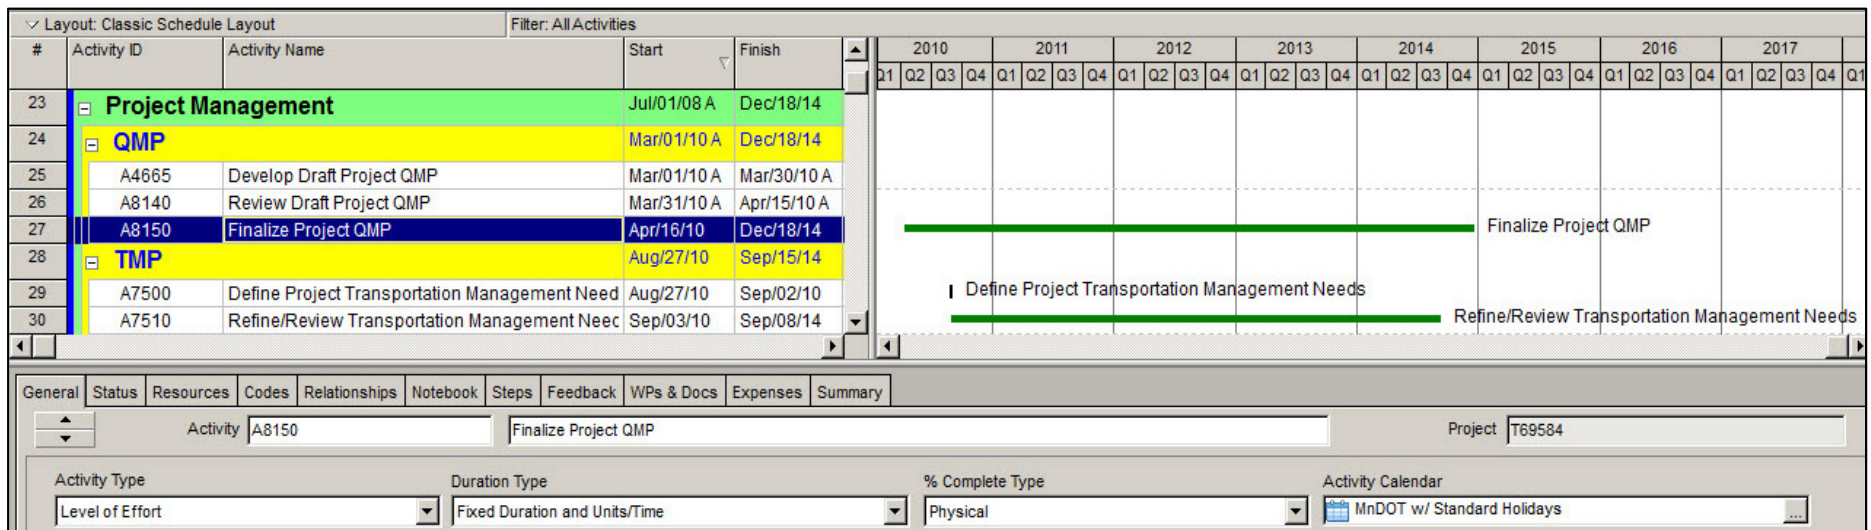 Layout: Classic Schedule Layout Filter: All Activities
# Activity ID Activity Name Start Finish 2010 2011 2012 2013 2014 2015 2016 2017
Q1 Q2 Q3 Q4 Q1 Q2 Q3 Q4 Q1 Q2 Q3 Q4 Q1 Q2 Q3 Q4 Q1 Q2 Q3 Q4 Q1 Q2 Q3 Q4 Q1 Q2 Q3 Q4 Q1 Q2 Q3 Q4 Q1
23 Project Management Jul/01/08 A Dec/18/14
24 QMP Mar/01/10 A Dec/18/14
25 A4665 Develop Draft Project QMP Mar/01/10 A Mar/30/10 A
26 A8140 Review Draft Project QMP Mar/31/10 A Apr/15/10 A
27 A8150 Finalize Project QMP Apr/16/10 Dec/18/14 Finalize Project QMP
28 TMP Aug/27/10 Sep/15/14
29 A7500 Define Project Transportation Management Need Aug/27/10 Sep/02/10 Define Project Transportation Management Needs
30 A7510 Refine/Review Transportation Management Neec Sep/03/10 Sep/08/14 Refine/Review Transportation Management Needs
General Status Resources Codes Relationships Notebook Steps Feedback WPs & Docs Expenses Summary
Activity A8150 Finalize Project QMP Project T69584
Activity Type Duration Type % Complete Type Activity Calendar
Level of Effort Fixed Duration and Units/Time Physical MnDOT w/ Standard Holidays ...